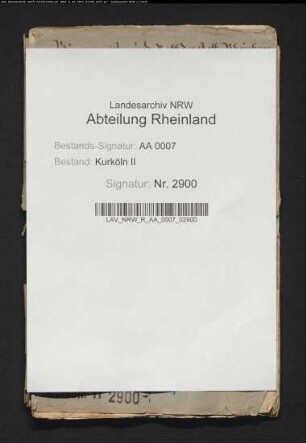 Landesarchiv NRW
Abteilung Rheinland
Bestands-Signatur: AA 0007
Bestand: Kurköln II
Signatur: Nr. 2900
LAV_NRW_R_AA_0007_02900
2900